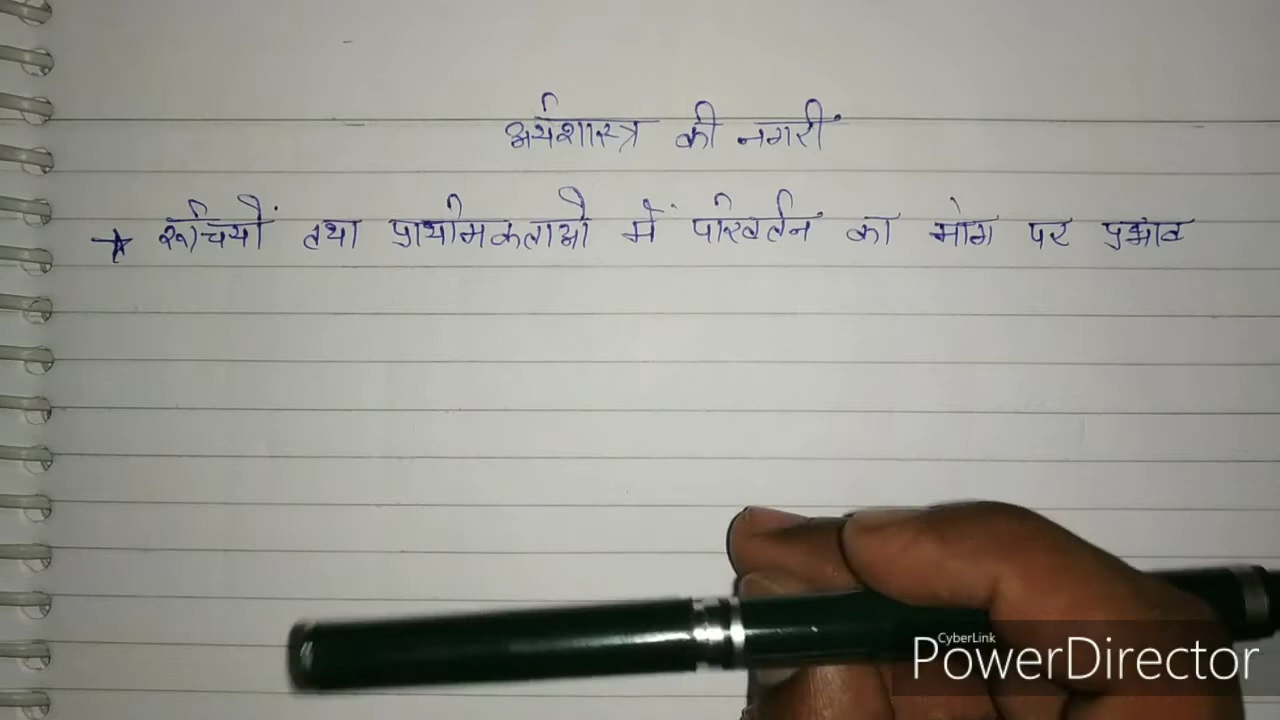 अर्थशास्त्र की नगरी
★ रूचियों तथा प्राथमिकताओं में परिवर्तन का मांग पर प्रभाव
CyberLink
PowerDirector